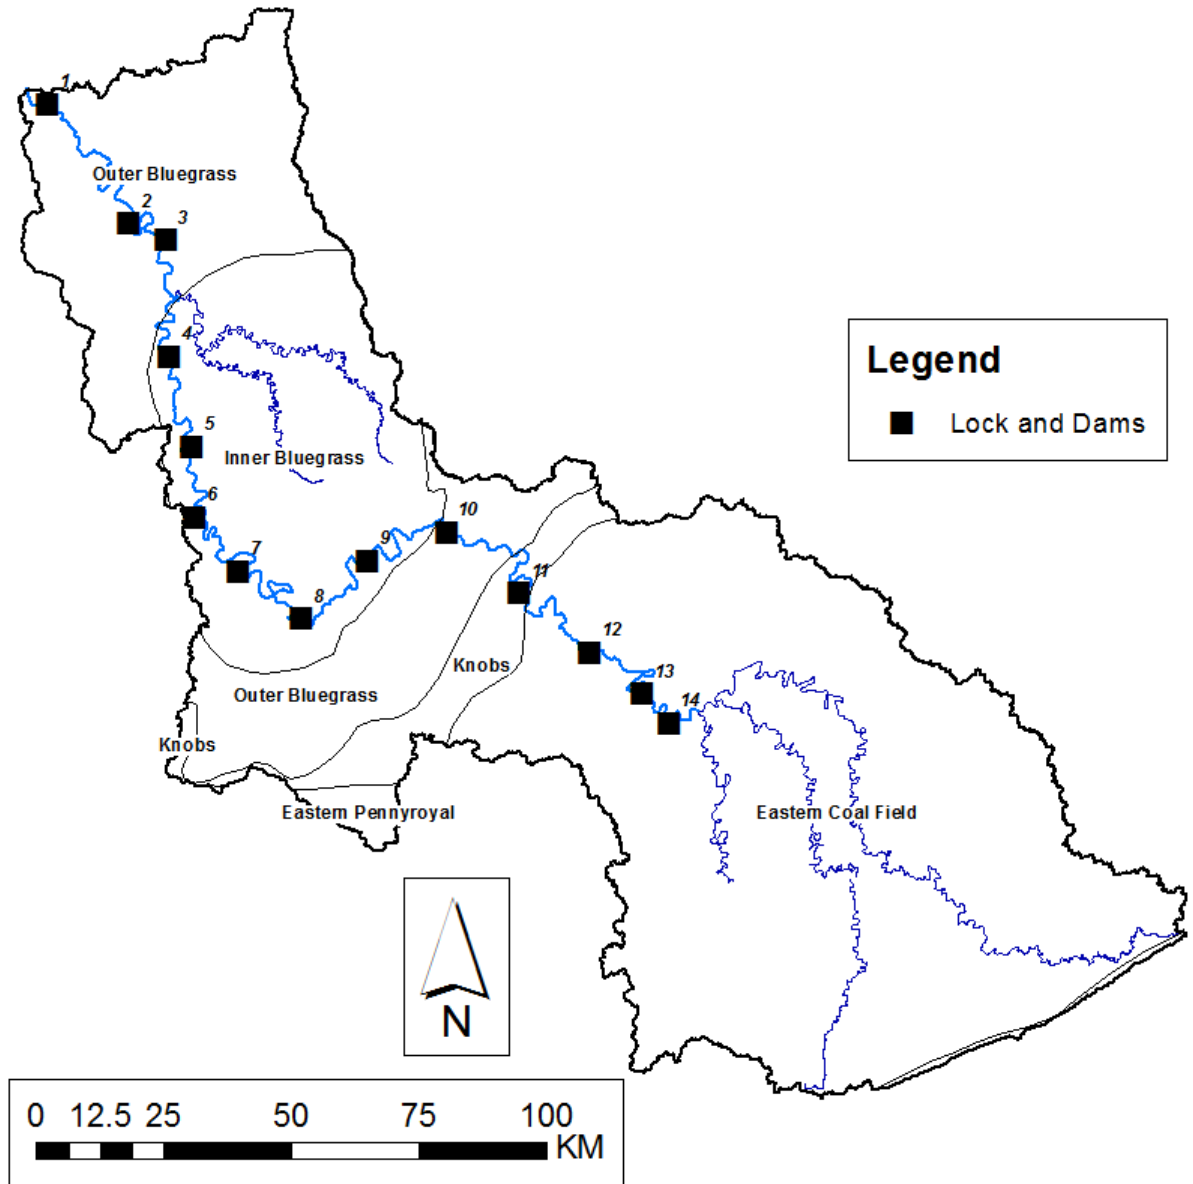 1
Outer Bluegrass
2
3
4
Legend
Lock and Dams
5
Inner Bluegrass
6
10
9
7
11
8
12
Knobs
13
Outer Bluegrass
14
Knobs
Eastern Pennyroyal
Eastern Coal Field
N
0 12.5 25 50 75 100
KM